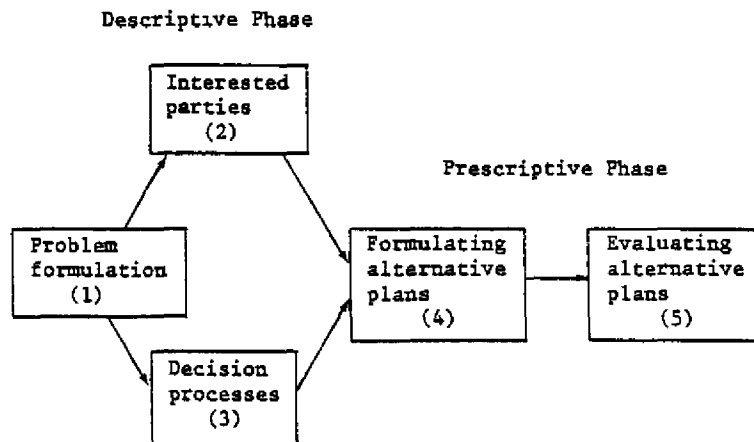 Descriptive Phase
Interested
parties
(2)
Prescriptive Phase
Problem
formulation
(1)
Formulating
alternative
plans
(4)
Evaluating
alternative
plans
(5)
Decision
processes
(3)